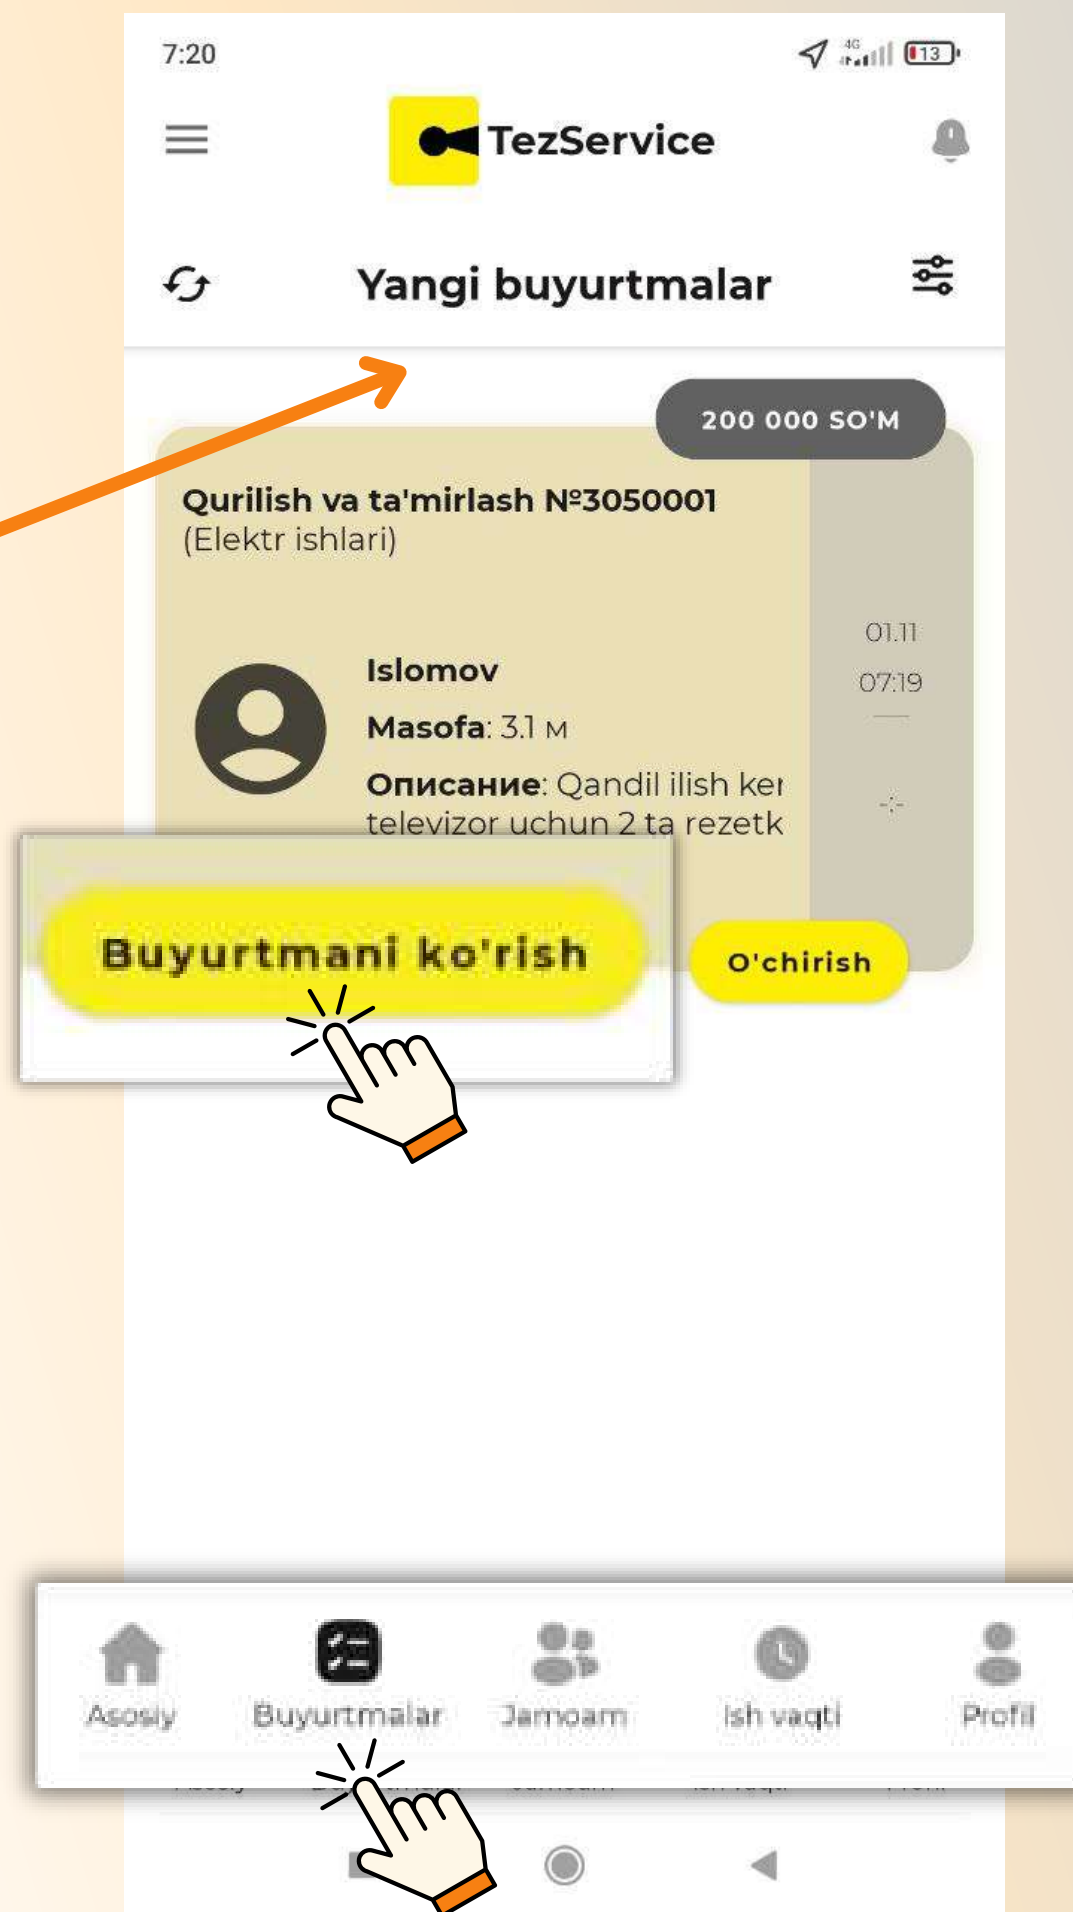 7:20
4G
13
TezService
Yangi buyurtmalar
200 000 SO'M
Qurilish va ta'mirlash №3050001
(Elektr ishlari)
01.11
07:19
Islomov
Masofa: 3.1 м
Описание: Qandil ilish ker
televizor uchun 2 ta rezetk
-:-
Buyurtmani ko'rish
O'chirish
Asosiy
Buyurtmalar
Jamoam
Ish vaqti
Profil